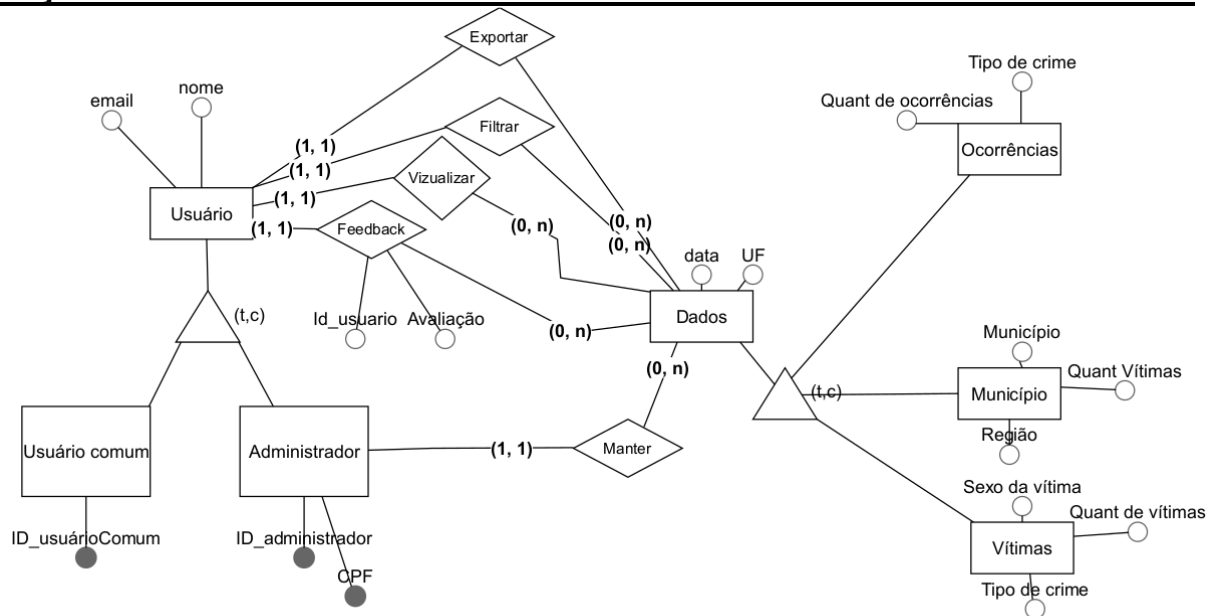 Exportar
Tipo de crime
nome
email
Quant de ocorrências
Filtrar
(1, 1)
Ocorrências
(1, 1)
Vizualizar
(1, 1)
Usuário
(0, n)
(0, n)
(1, 1)
Feedback
(0, n)
data
UF
(t,c)
Id_usuario
Avaliação
Dados
(0, n)
Município
(0, n)
Quant Vítimas
(t,c)
Município
Região
Usuário comum
Administrador
(1, 1)
Manter
Sexo da vítima
Quant de vítimas
ID_usuárioComum
ID_administrador
Vítimas
CPF
Tipo de crime